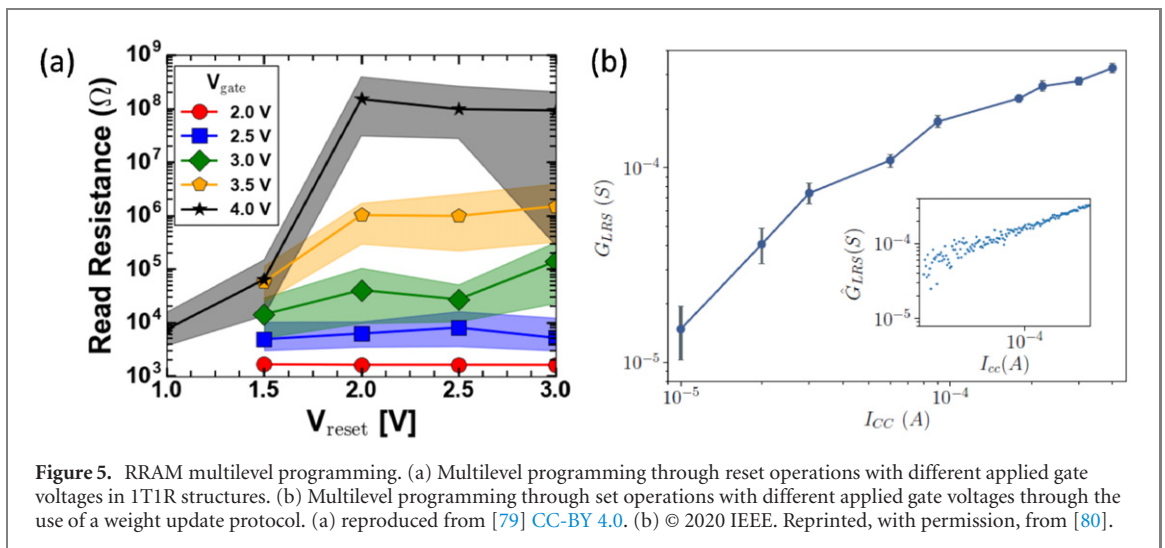 (a)
10^9
10^8
10^7
10^6
10^5
10^4
10^3
Read Resistance (Ω)
V_gate
2.0 V
2.5 V
3.0 V
3.5 V
4.0 V
1.0 1.5 2.0 2.5 3.0
V_reset [V]
(b)
10^-4
10^-5
G_LRS (S)
10^-5 10^-4
I_CC (A)
10^-4
10^-5
Ĝ_LRS(S)
10^-4
I_cc(A)
Figure 5. RRAM multilevel programming. (a) Multilevel programming through reset operations with different applied gate
voltages in 1T1R structures. (b) Multilevel programming through set operations with different applied gate voltages through the
use of a weight update protocol. (a) reproduced from [79] CC-BY 4.0. (b) © 2020 IEEE. Reprinted, with permission, from [80].